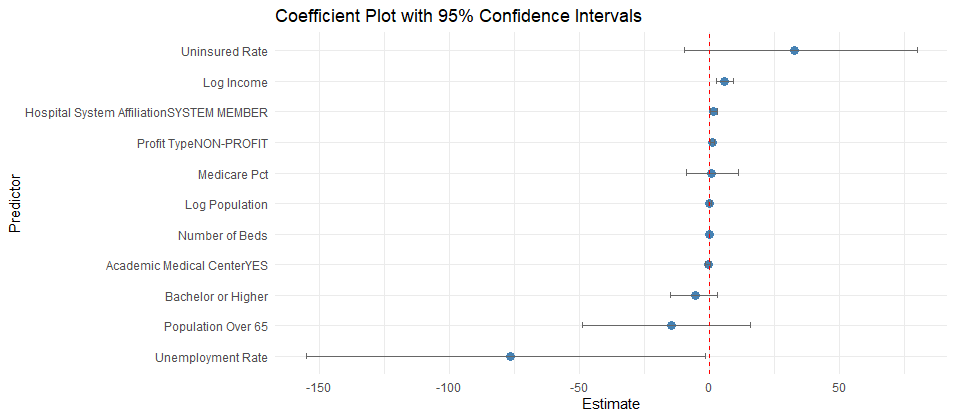 Coefficient Plot with 95% Confidence Intervals
Predictor
Uninsured Rate
Log Income
Hospital System AffiliationSYSTEM MEMBER
Profit TypeNON-PROFIT
Medicare Pct
Log Population
Number of Beds
Academic Medical CenterYES
Bachelor or Higher
Population Over 65
Unemployment Rate
-150 -100 -50 0 50
Estimate